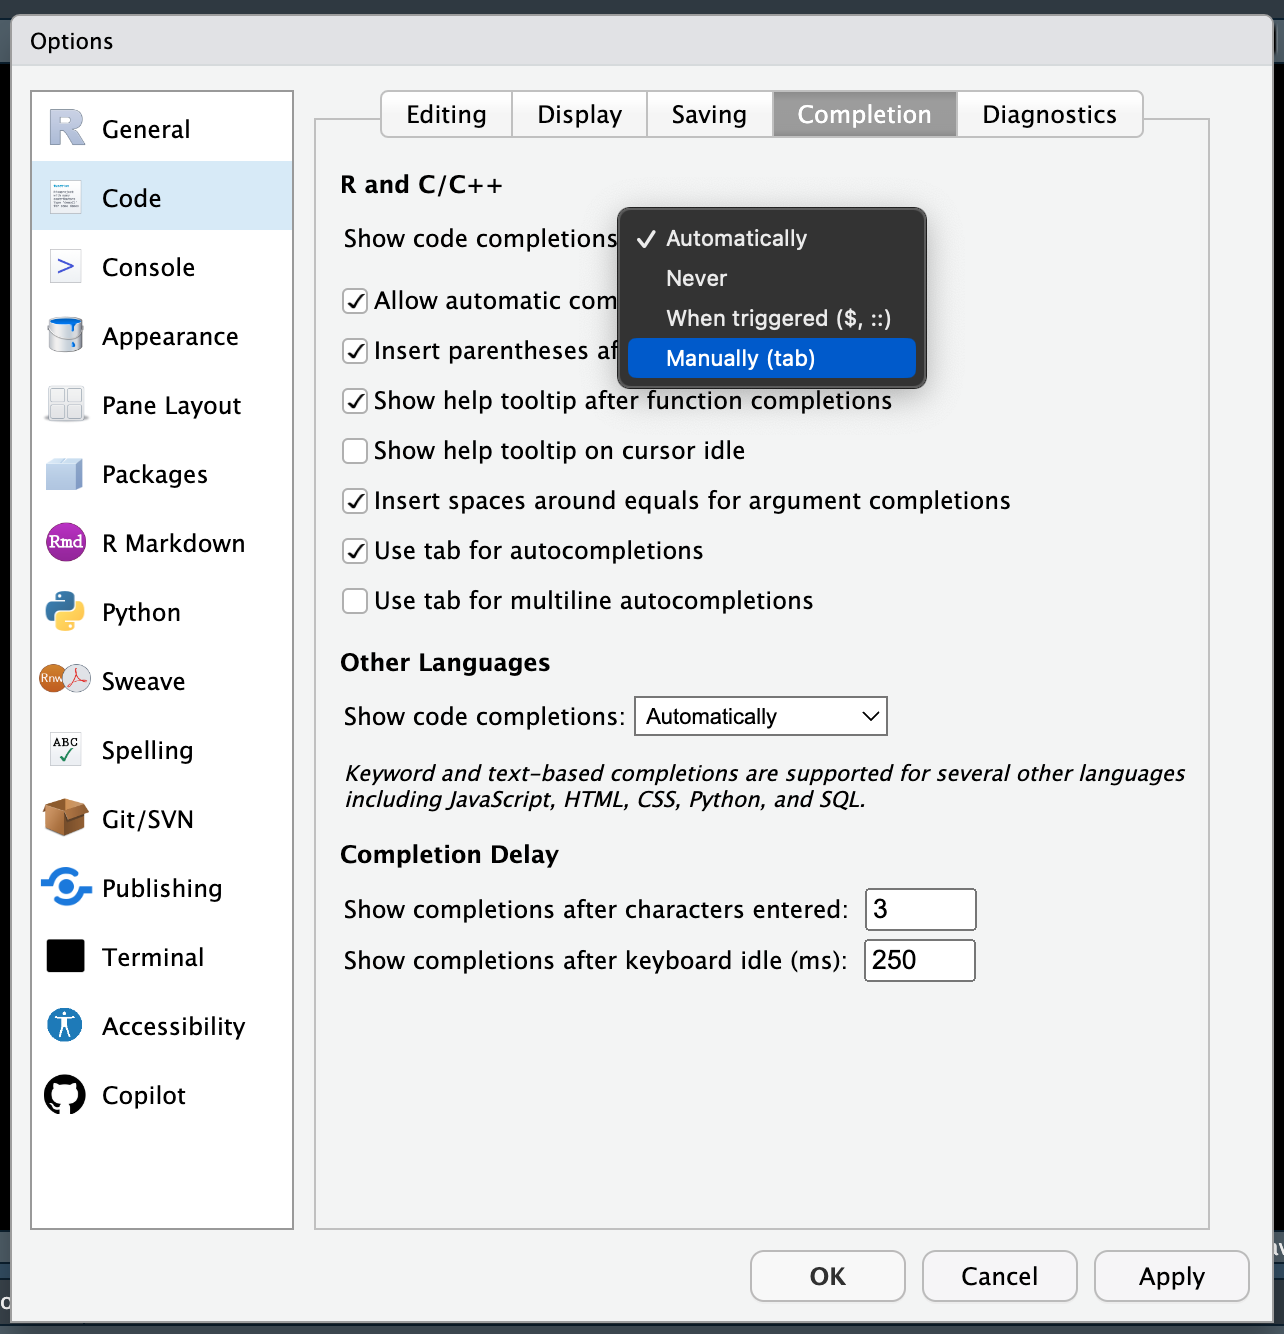 Options
General
Code
Console
Appearance
Pane Layout
Packages
Rmd R Markdown
Python
Rnw Sweave
ABC Spelling
Git/SVN
Publishing
Terminal
Accessibility
Copilot
Editing Display Saving Completion Diagnostics
R and C/C++
Show code completions
Automatically
Never
When triggered ($, ::)
Manually (tab)
Allow automatic com
Insert parentheses af
Show help tooltip after function completions
Show help tooltip on cursor idle
Insert spaces around equals for argument completions
Use tab for autocompletions
Use tab for multiline autocompletions
Other Languages
Show code completions: Automatically
Keyword and text-based completions are supported for several other languages
including JavaScript, HTML, CSS, Python, and SQL.
Completion Delay
Show completions after characters entered: 3
Show completions after keyboard idle (ms): 250
OK Cancel Apply